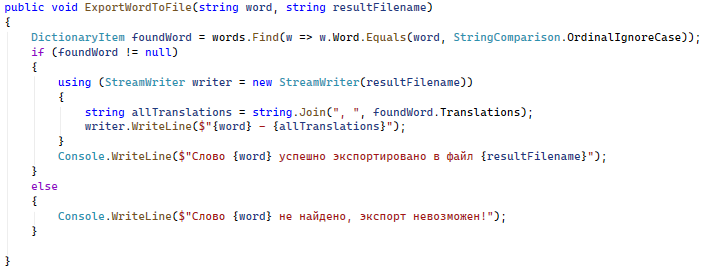 public void ExportWordToFile(string word, string resultFilename)
{
DictionaryItem foundWord = words.Find(w => w.Word.Equals(word, StringComparison.OrdinalIgnoreCase));
if (foundWord != null)
{
using (StreamWriter writer = new StreamWriter(resultFilename))
{
string allTranslations = string.Join(", ", foundWord.Translations);
writer.WriteLine($"{word} - {allTranslations}");
}
Console.WriteLine($"Слово {word} успешно экспортировано в файл {resultFilename}");
}
else
{
Console.WriteLine($"Слово {word} не найдено, экспорт невозможен!");
}
}